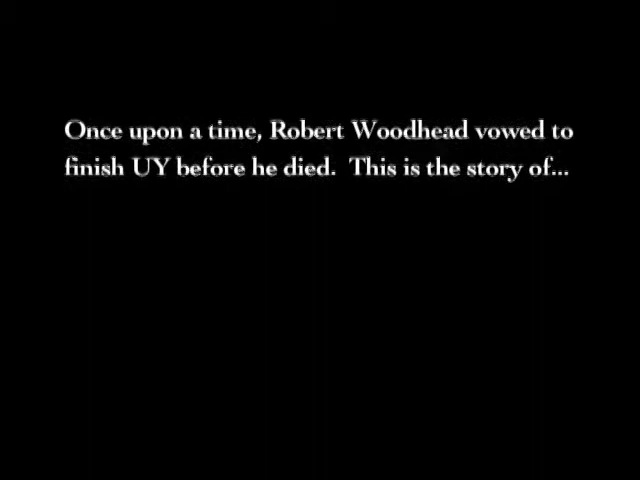 Once upon a time, Robert Woodhead vowed to
finish UY before he died.  This is the story of...